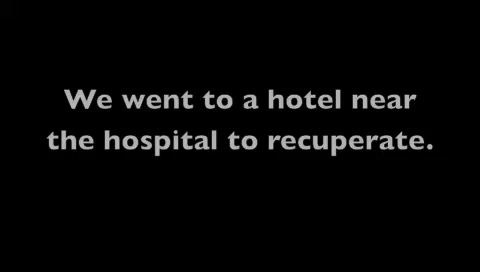 We went to a hotel near
the hospital to recuperate.